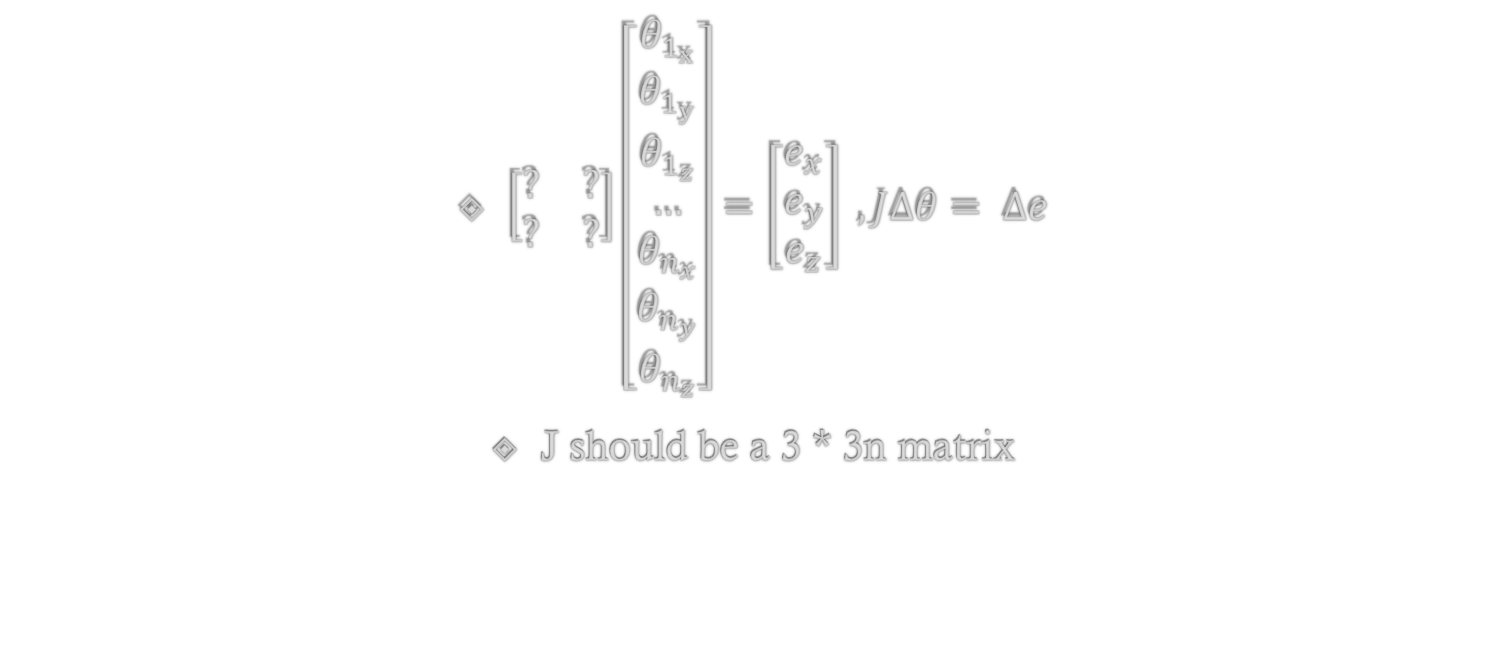 [? ? ? ?] [θ1x θ1y θ1z ... θnx θny θnz] = [ex ey ez] , JΔθ = Δe
J should be a 3 * 3n matrix